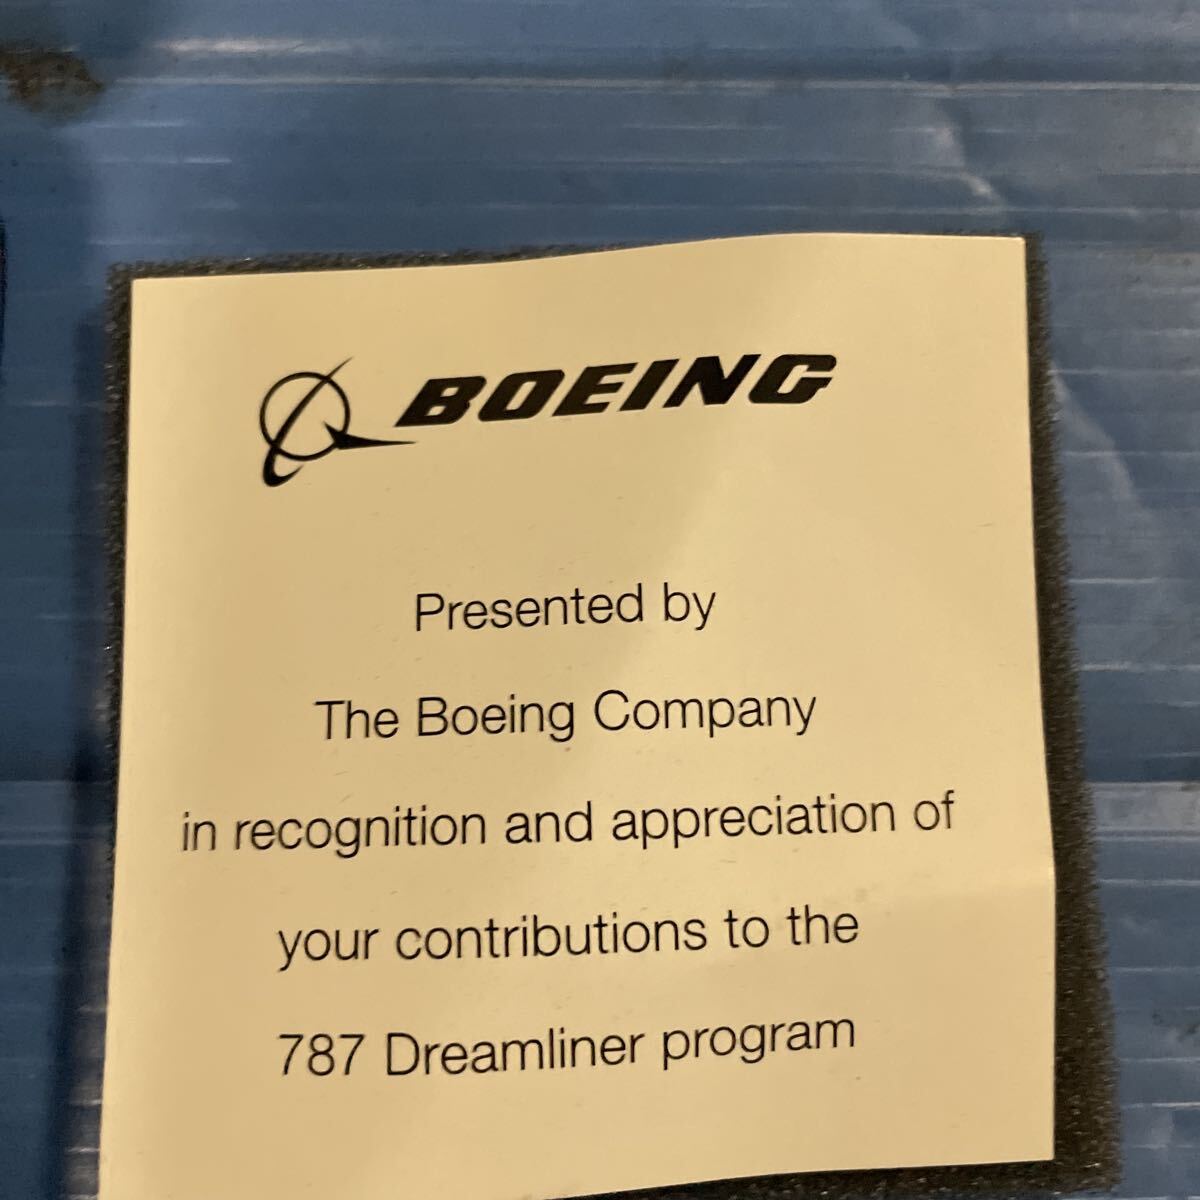 BOEING
Presented by
The Boeing Company
in recognition and appreciation of
your contributions to the
787 Dreamliner program